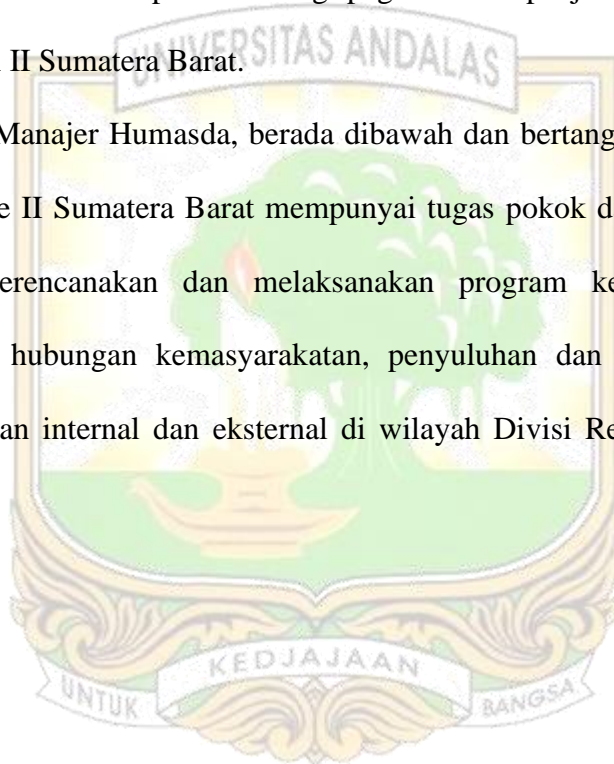 II Sumatera Barat.
UNIVERSITAS ANDALAS
Manajer Humasda, berada dibawah dan bertang
e II Sumatera Barat mempunyai tugas pokok d
erencanakan dan melaksanakan program ke
hubungan kemasyarakatan, penyuluhan dan
an internal dan eksternal di wilayah Divisi Re
UNTUK KEDJAJAAN BANGSA